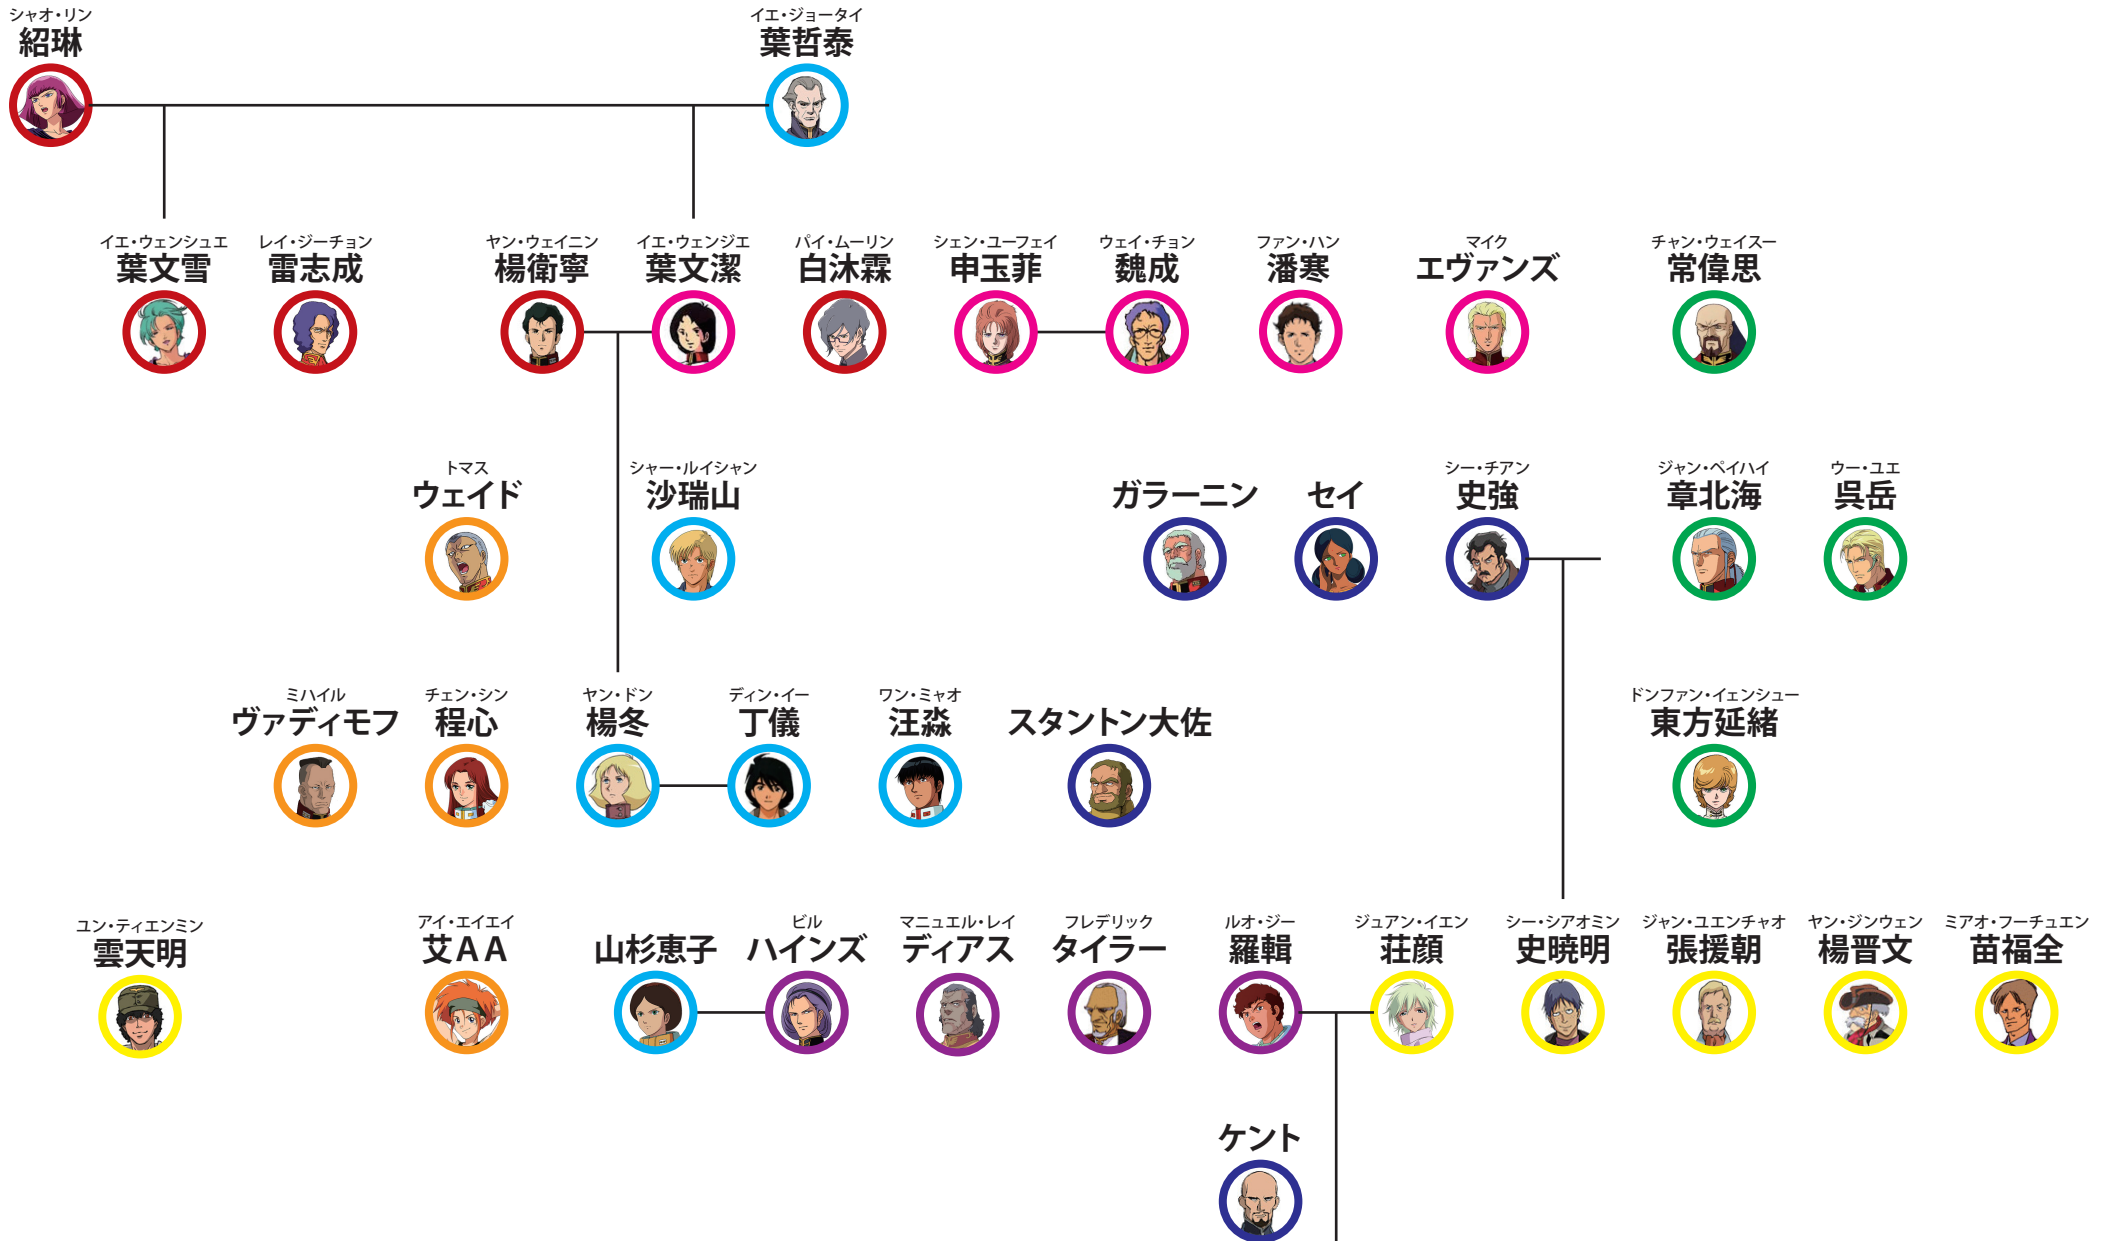 シャオ・リン
紹琳
イエ・ジョータイ
葉哲泰
イエ・ウェンシュエ
葉文雪
レイ・ジーチョン
雷志成
ヤン・ウェイニン
楊衛寧
イエ・ウェンジエ
葉文潔
バイ・ムーリン
白沐霖
シェン・ユーフェイ
申玉菲
ウェイ・チョン
魏成
ファン・ハン
潘寒
マイク
エヴァンズ
チャン・ウェイスー
常偉思
トマス
ウェイド
シャー・ルイシャン
沙瑞山
ガラーニン
セイ
シー・チアン
史強
ジャン・ベイハイ
章北海
ウー・ユエ
呉岳
ミハイル
ヴァディモフ
チェン・シン
程心
ヤン・ドン
楊冬
ディン・イー
丁儀
ワン・ミャオ
汪淼
スタントン大佐
ドンファン・イェンシュー
東方延緒
ユン・ティエンミン
雲天明
アイ・エイエイ
艾AA
山杉恵子
ビル
ハインズ
マニュエル・レイ
ディアス
フレデリック
タイラー
ルオ・ジー
羅輯
ジュアン・イエン
荘顔
シー・シアオミン
史暁明
ジャン・ユエンチャオ
張援朝
ヤン・ジンウェン
楊晋文
ミアオ・フーチュエン
苗福全
ケント